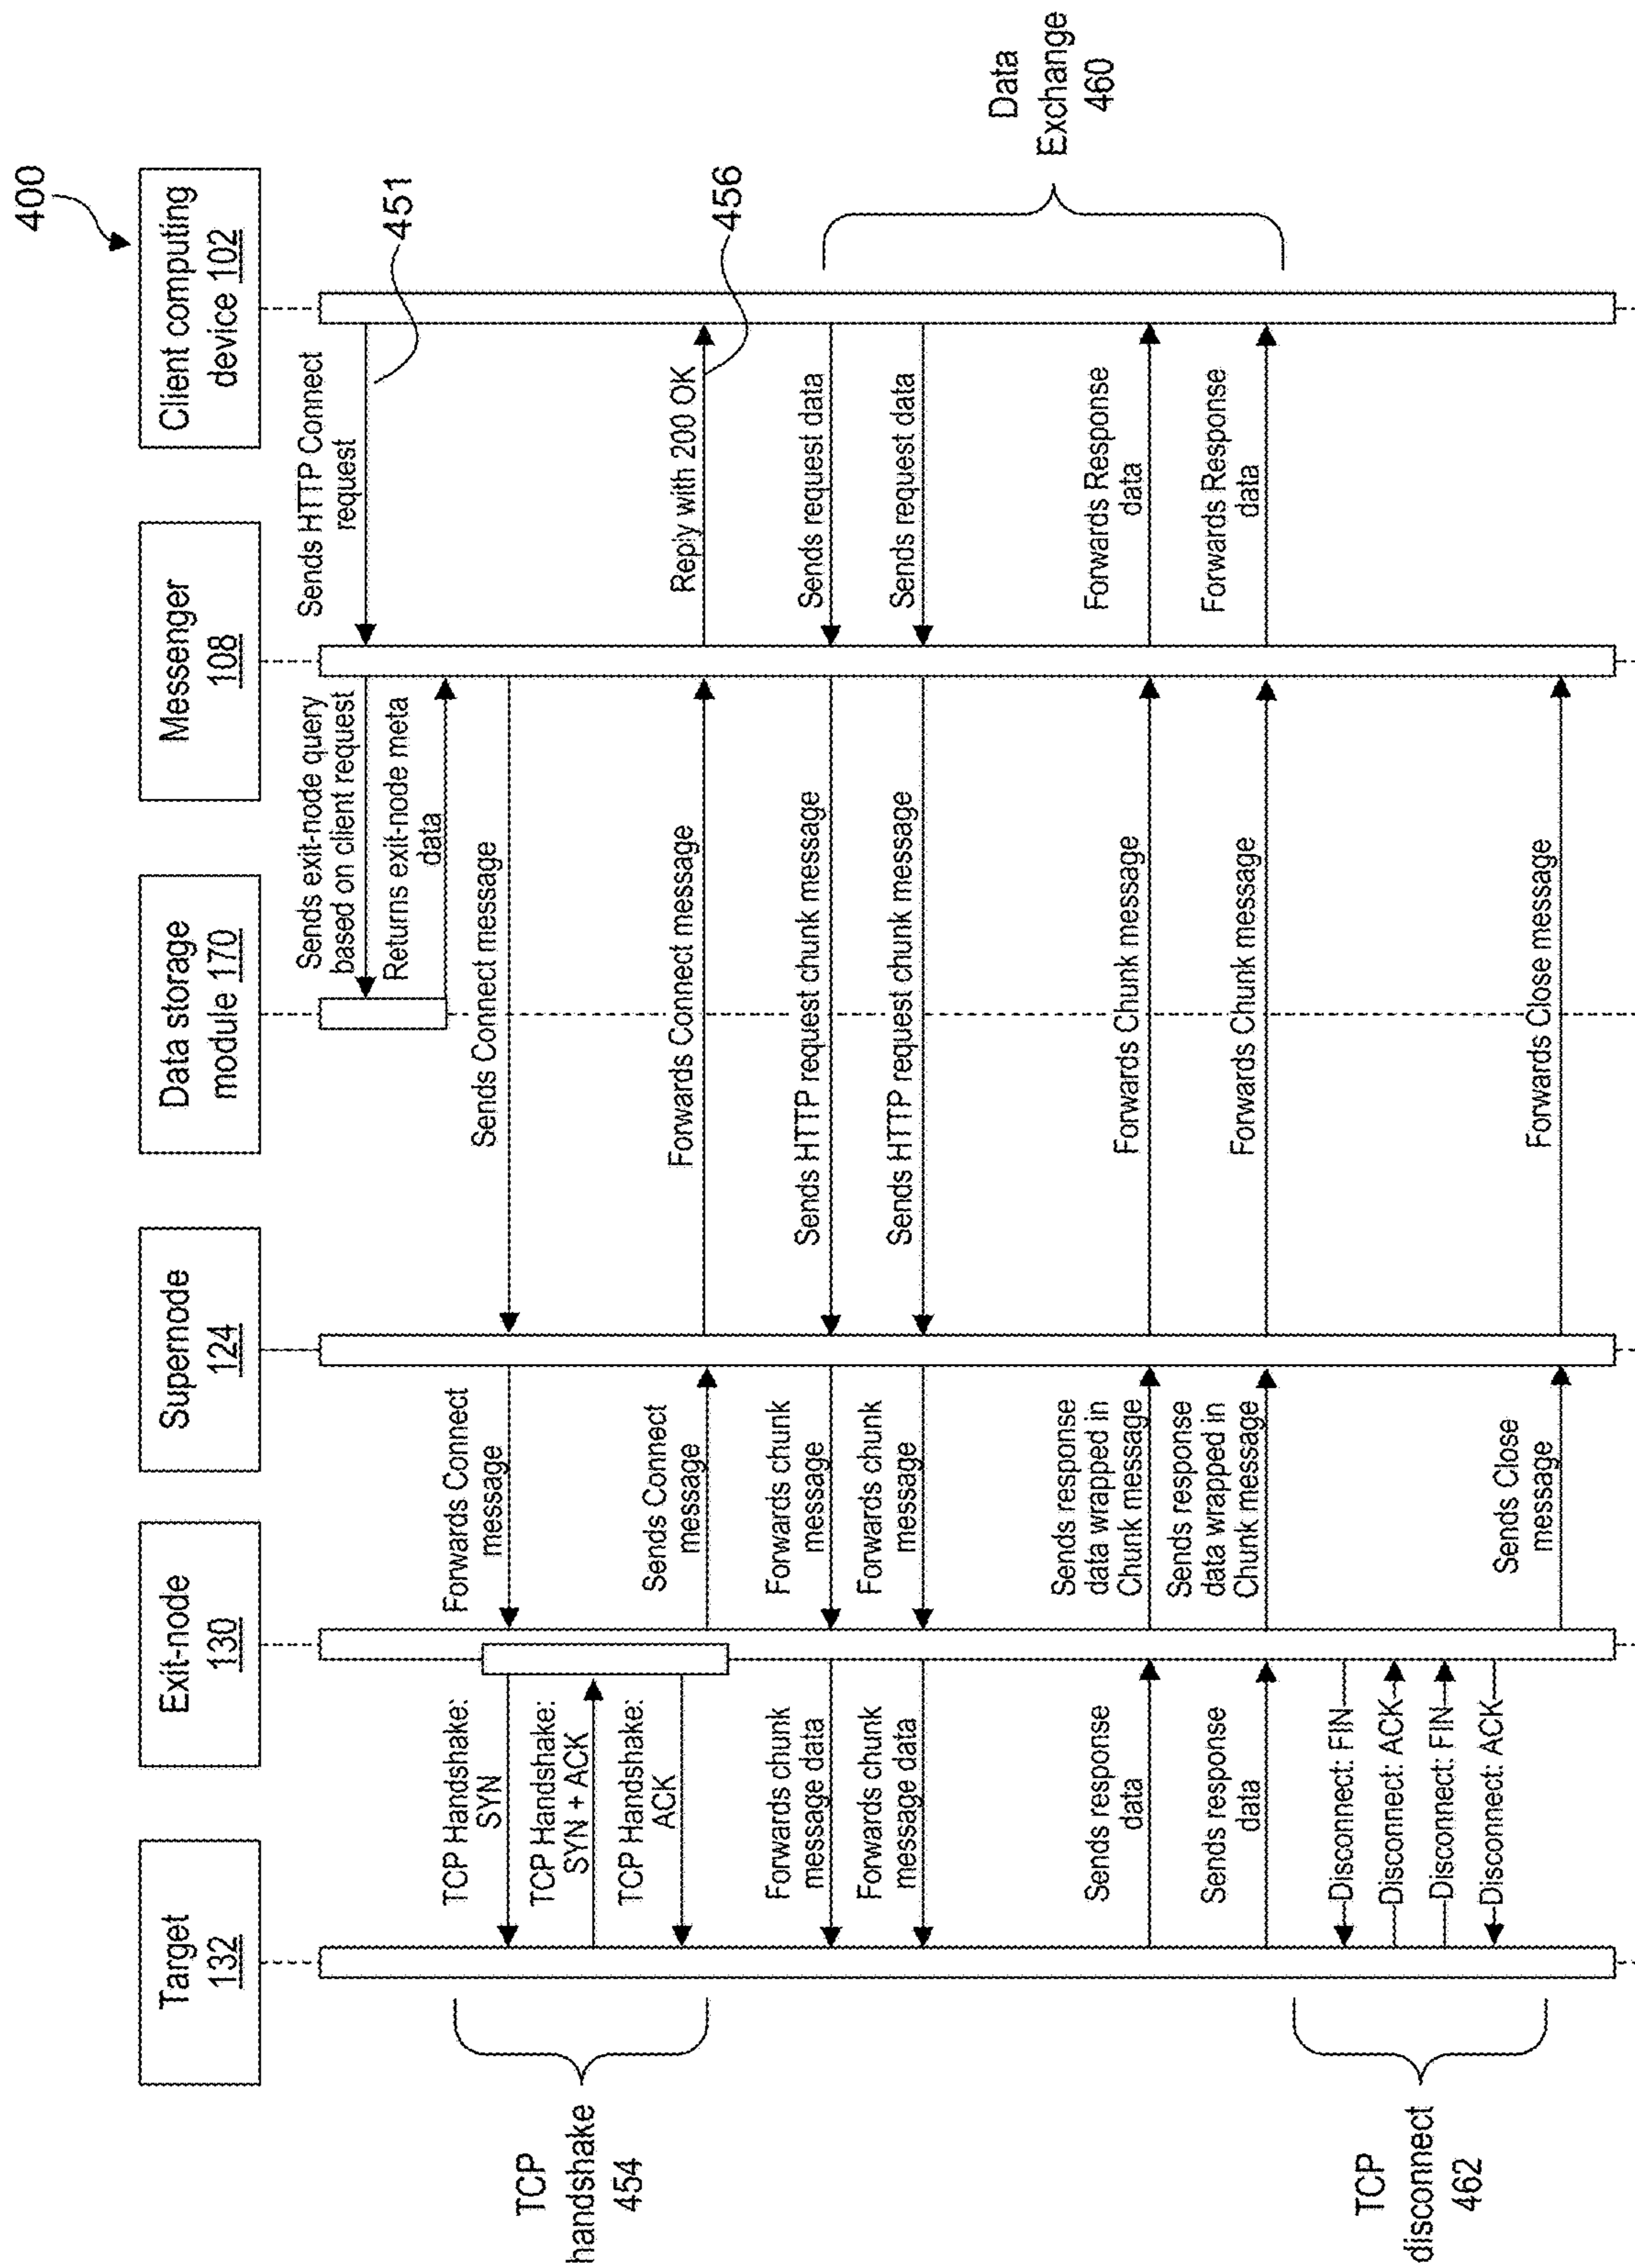 400
Target
132
Exit-node
130
Supernode
124
Data storage
module 170
Messenger
108
Client computing
device 102
Sends HTTP Connect
request
451
Sends exit-node query
based on client request
Returns exit-node meta
data
Sends Connect message
Forwards Connect
message
TCP Handshake:
SYN
TCP Handshake:
SYN + ACK
TCP Handshake:
ACK
TCP
handshake
454
Sends Connect
message
Forwards Connect message
Reply with 200 OK
456
Sends request data
Sends HTTP request chunk message
Forwards chunk
message
Forwards chunk
message data
Sends request data
Sends HTTP request chunk message
Forwards chunk
message
Forwards chunk
message data
Data
Exchange
460
Sends response
data
Sends response
data wrapped in
Chunk message
Forwards Chunk message
Forwards Response
data
Sends response
data
Sends response
data wrapped in
Chunk message
Forwards Chunk message
Forwards Response
data
Disconnect: FIN
Disconnect: ACK
Disconnect: FIN
Disconnect: ACK
TCP
disconnect
462
Sends Close
message
Forwards Close message